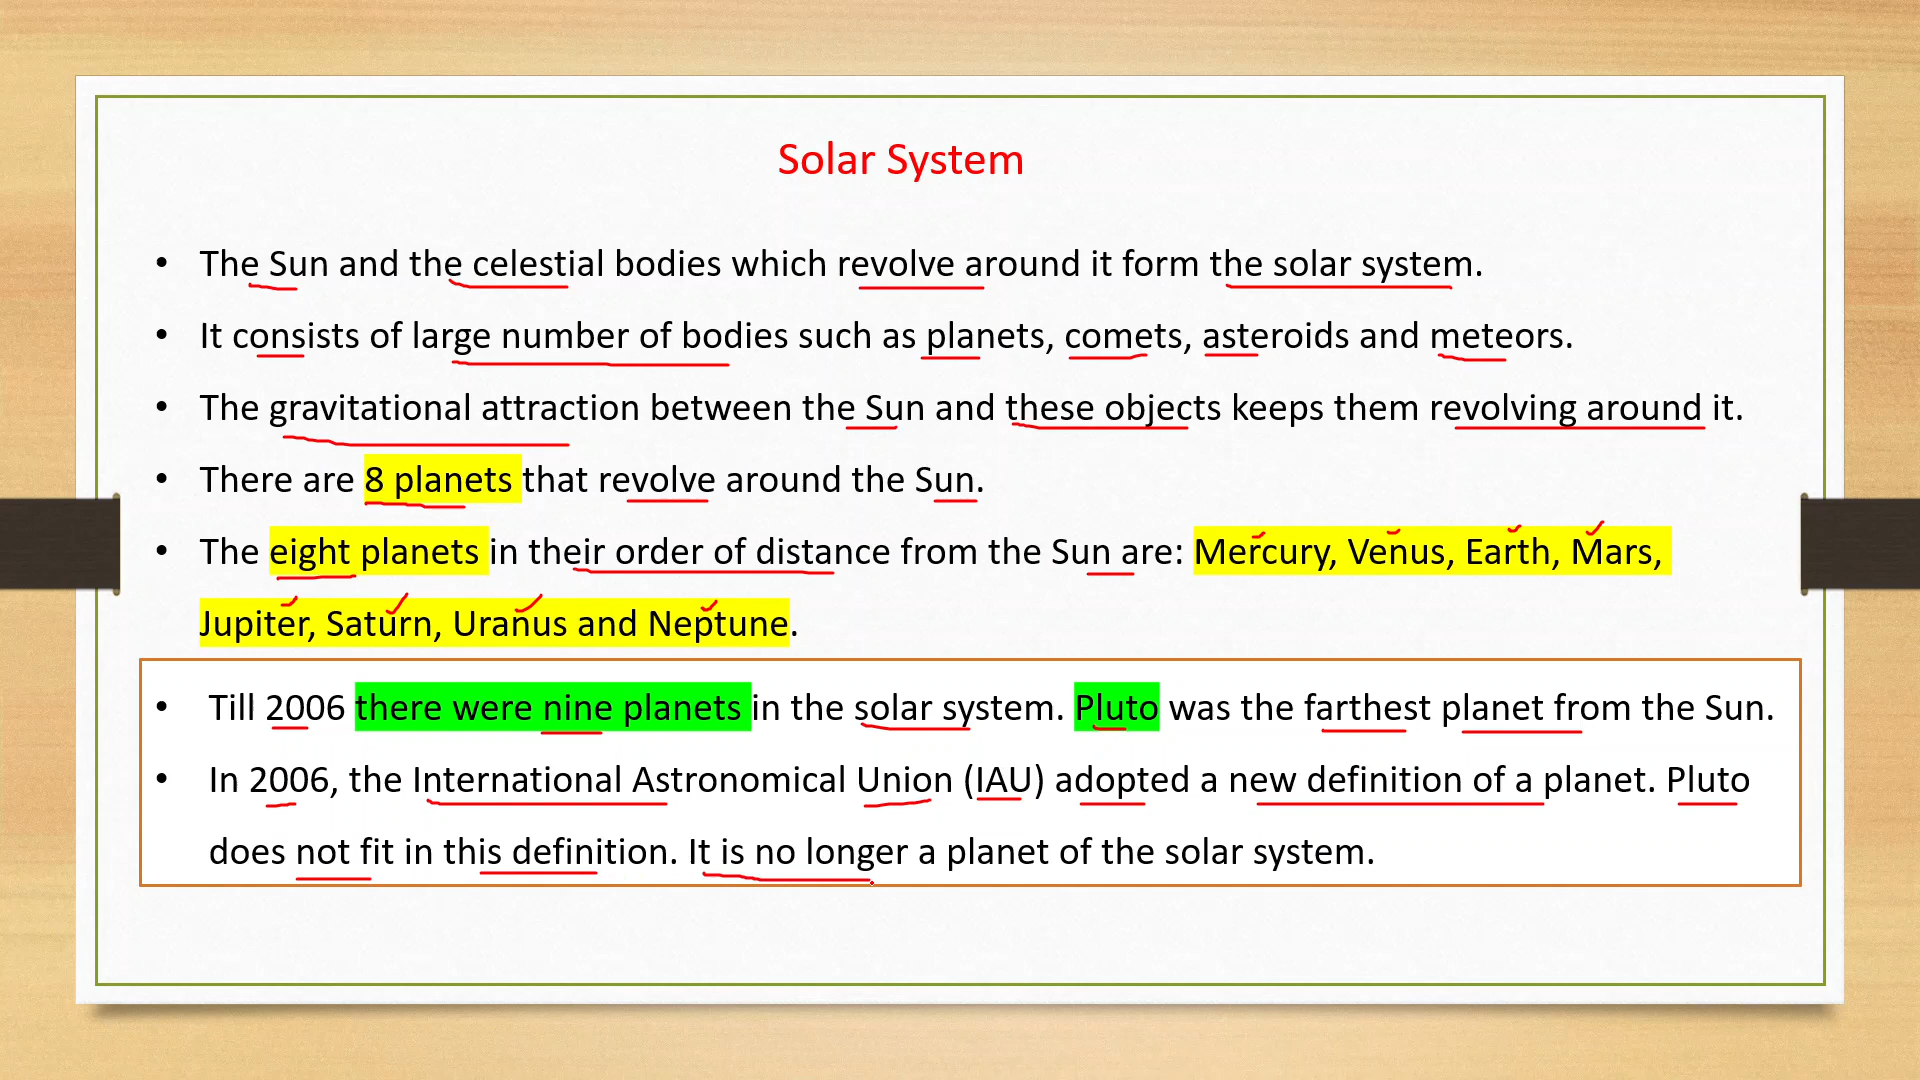 Solar System
• The Sun and the celestial bodies which revolve around it form the solar system.
• It consists of large number of bodies such as planets, comets, asteroids and meteors.
• The gravitational attraction between the Sun and these objects keeps them revolving around it.
• There are 8 planets that revolve around the Sun.
• The eight planets in their order of distance from the Sun are: Mercury, Venus, Earth, Mars,
Jupiter, Saturn, Uranus and Neptune.
• Till 2006 there were nine planets in the solar system. Pluto was the farthest planet from the Sun.
• In 2006, the International Astronomical Union (IAU) adopted a new definition of a planet. Pluto
does not fit in this definition. It is no longer a planet of the solar system.